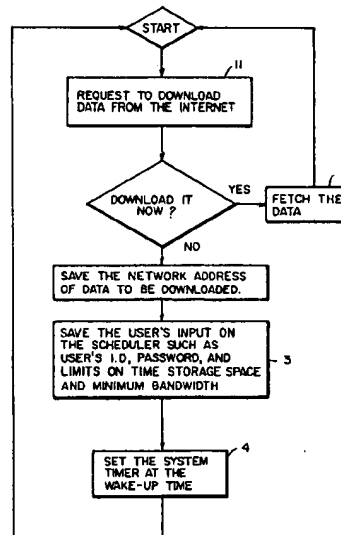 START
11
REQUEST TO DOWNLOAD
DATA FROM THE INTERNET
DOWNLOAD IT
NOW ?
YES
FETCH THE
DATA
NO
SAVE THE NETWORK ADDRESS
OF DATA TO BE DOWNLOADED.
SAVE THE USER'S INPUT ON
THE SCHEDULER SUCH AS
USER'S I.D, PASSWORD, AND
LIMITS ON TIME STORAGE SPACE
AND MINIMUM BANDWIDTH
3
4
SET THE SYSTEM
TIMER AT THE
WAKE-UP TIME